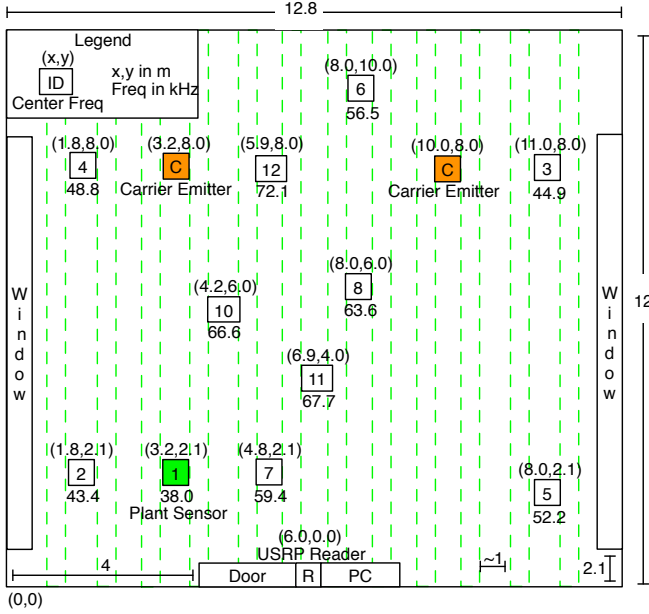 12.8
Legend
(x,y)
ID
Center Freq
x,y in m
Freq in kHz
(8.0,10.0)
6
56.5
(1.8,8.0)
4
48.8
(3.2,8.0)
C
Carrier Emitter
(5.9,8.0)
12
72.1
(10.0,8.0)
C
Carrier Emitter
(11.0,8.0)
3
44.9
Window
(4.2,6.0)
10
66.6
(8.0,6.0)
8
63.6
Window
12
(6.9,4.0)
11
67.7
(1.8,2.1)
2
43.4
(3.2,2.1)
1
38.0
Plant Sensor
(4.8,2.1)
7
59.4
(8.0,2.1)
5
52.2
(6.0,0.0)
USRP Reader
4
Door
R
PC
~1
2.1
(0,0)